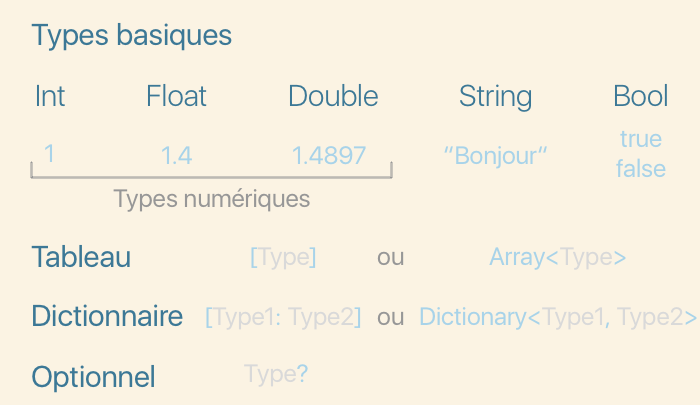 Types basiques
Int Float Double String Bool
1 1.4 1.4897 “Bonjour“ true
false
Types numériques
Tableau [Type] ou Array<Type>
Dictionnaire [Type1: Type2] ou Dictionary<Type1, Type2>
Optionnel Type?